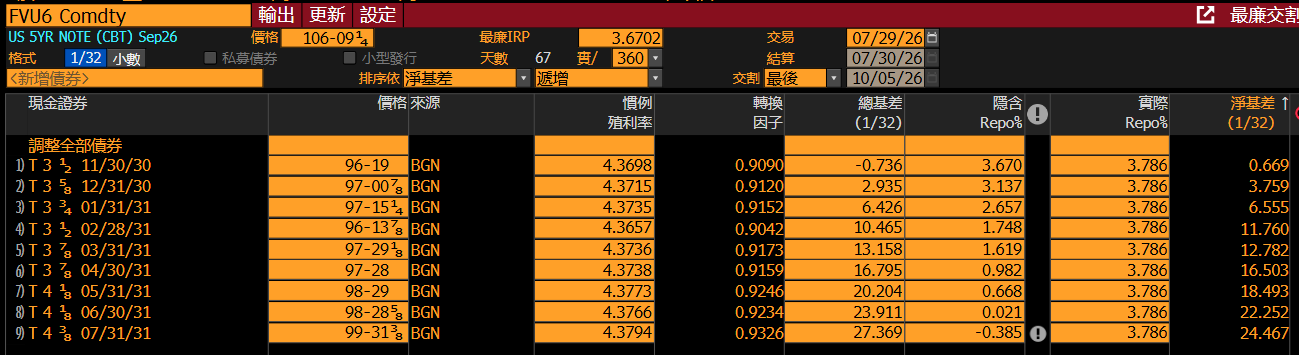 FVU6 Comdty 輸出 更新 設定 最廉交割
US 5YR NOTE (CBT) Sep26 價格 106-09¼ 最廉IRP 3.6702 交易 07/29/26
格式 1/32 小數 私募債券 小型發行 天數 67 實/ 360 結算 07/30/26
<新增債券> 排序依 淨基差 遞增 交割 最後 10/05/26
現金證券 價格 來源 慣例 轉換 總基差 隱含 實際 淨基差 ↑
殖利率 因子 (1/32) Repo% Repo% (1/32)
調整全部債券
1) T 3 ½ 11/30/30 96-19 BGN 4.3698 0.9090 -0.736 3.670 3.786 0.669
2) T 3 ⅝ 12/31/30 97-00⅞ BGN 4.3715 0.9120 2.935 3.137 3.786 3.759
3) T 3 ¾ 01/31/31 97-15¼ BGN 4.3735 0.9152 6.426 2.657 3.786 6.555
4) T 3 ½ 02/28/31 96-13⅞ BGN 4.3657 0.9042 10.465 1.748 3.786 11.760
5) T 3 ⅞ 03/31/31 97-29⅛ BGN 4.3736 0.9173 13.158 1.619 3.786 12.782
6) T 3 ⅞ 04/30/31 97-28 BGN 4.3738 0.9159 16.795 0.982 3.786 16.503
7) T 4 ⅛ 05/31/31 98-29 BGN 4.3773 0.9246 20.204 0.668 3.786 18.493
8) T 4 ⅛ 06/30/31 98-28⅝ BGN 4.3766 0.9234 23.911 0.021 3.786 22.252
9) T 4 ⅜ 07/31/31 99-31⅜ BGN 4.3794 0.9326 27.369 -0.385 3.786 24.467